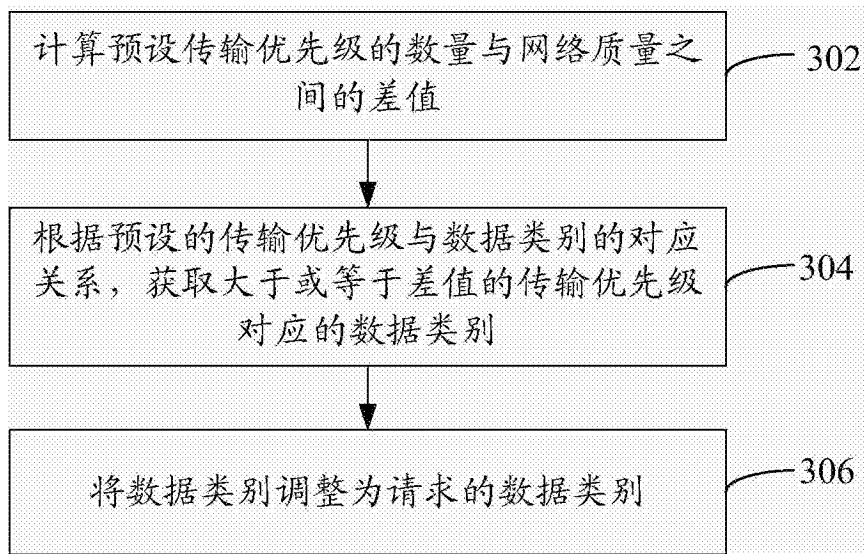 计算预设传输优先级的数量与网络质量之
间的差值
302
根据预设的传输优先级与数据类别的对应
关系，获取大于或等于差值的传输优先级
对应的数据类别
304
将数据类别调整为请求的数据类别
306